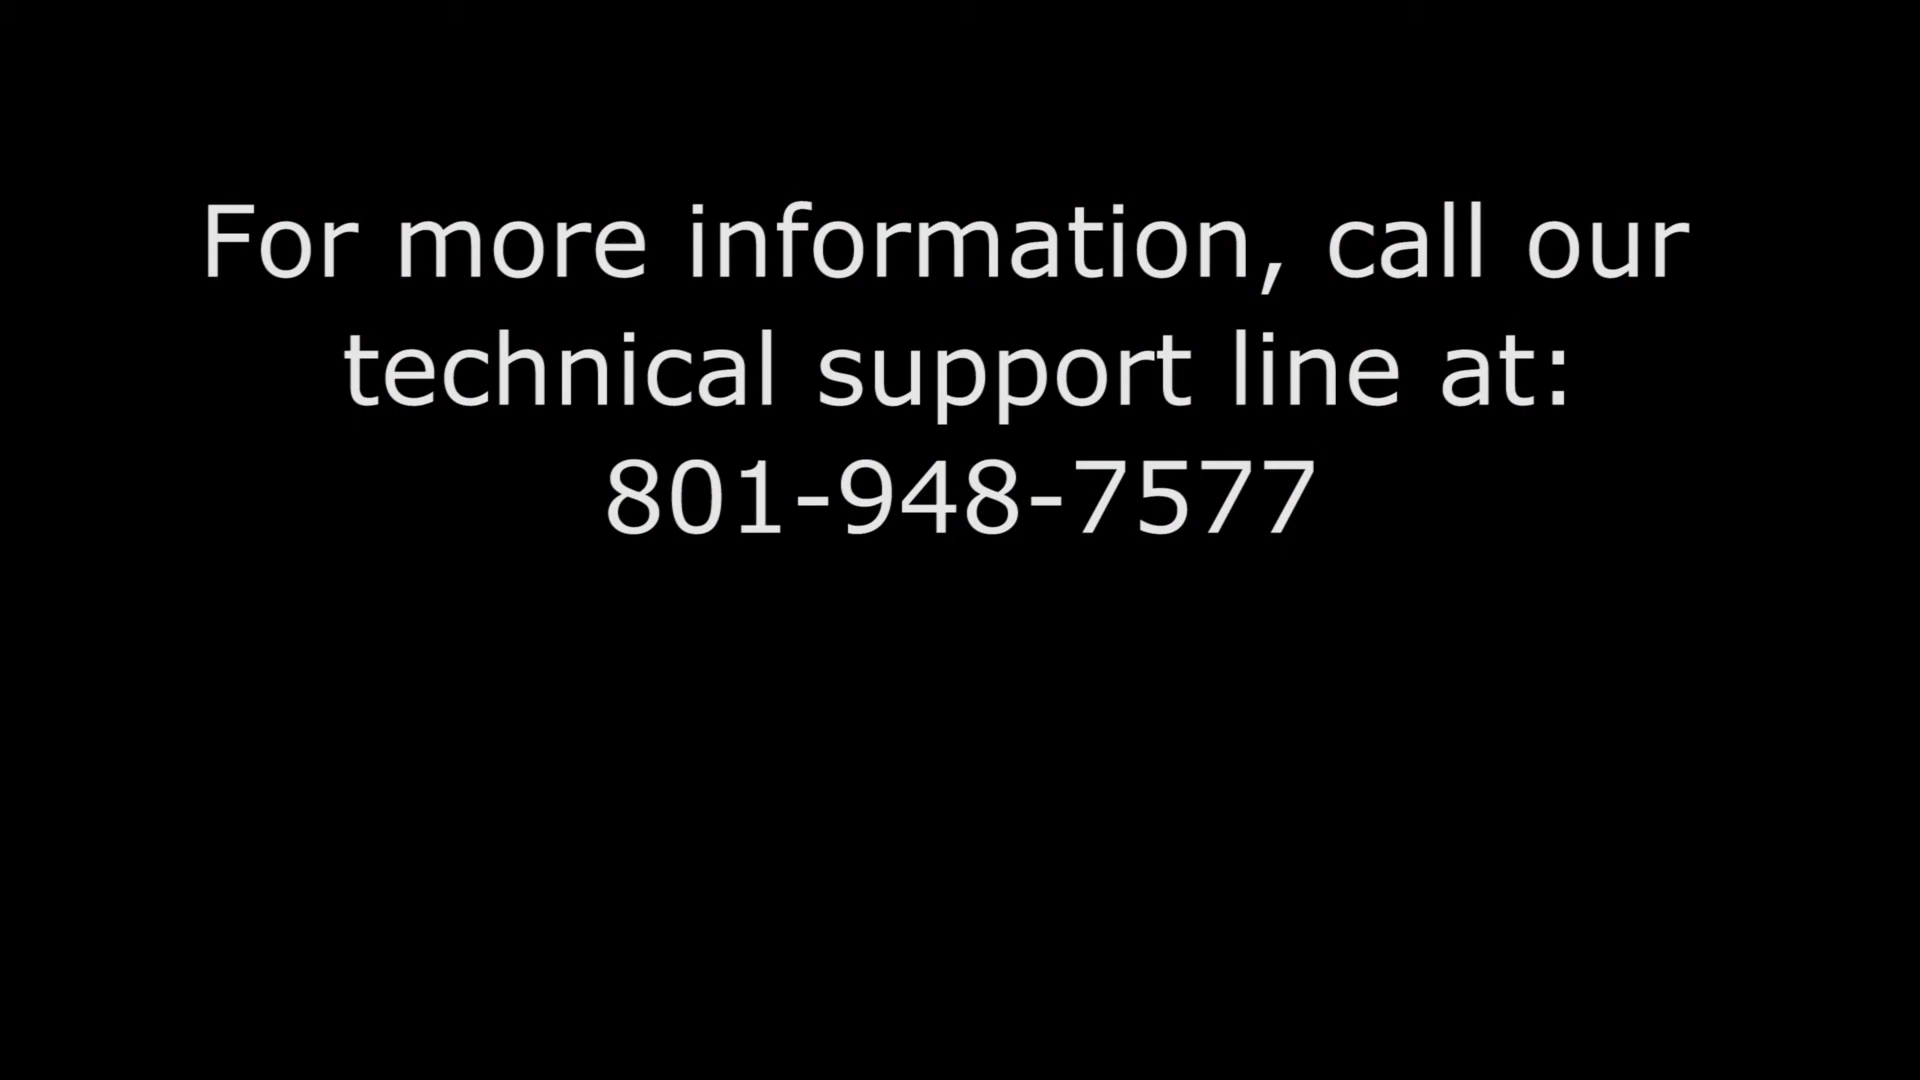 For more information, call our
technical support line at:
801-948-7577